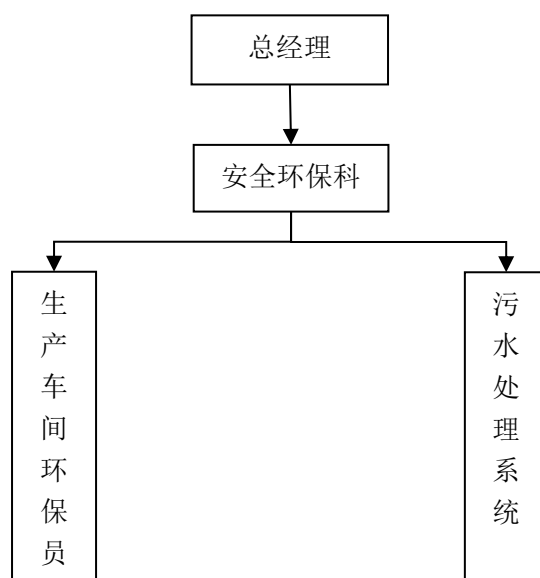 总经理
安全环保科
生产车间环保员
污水处理系统